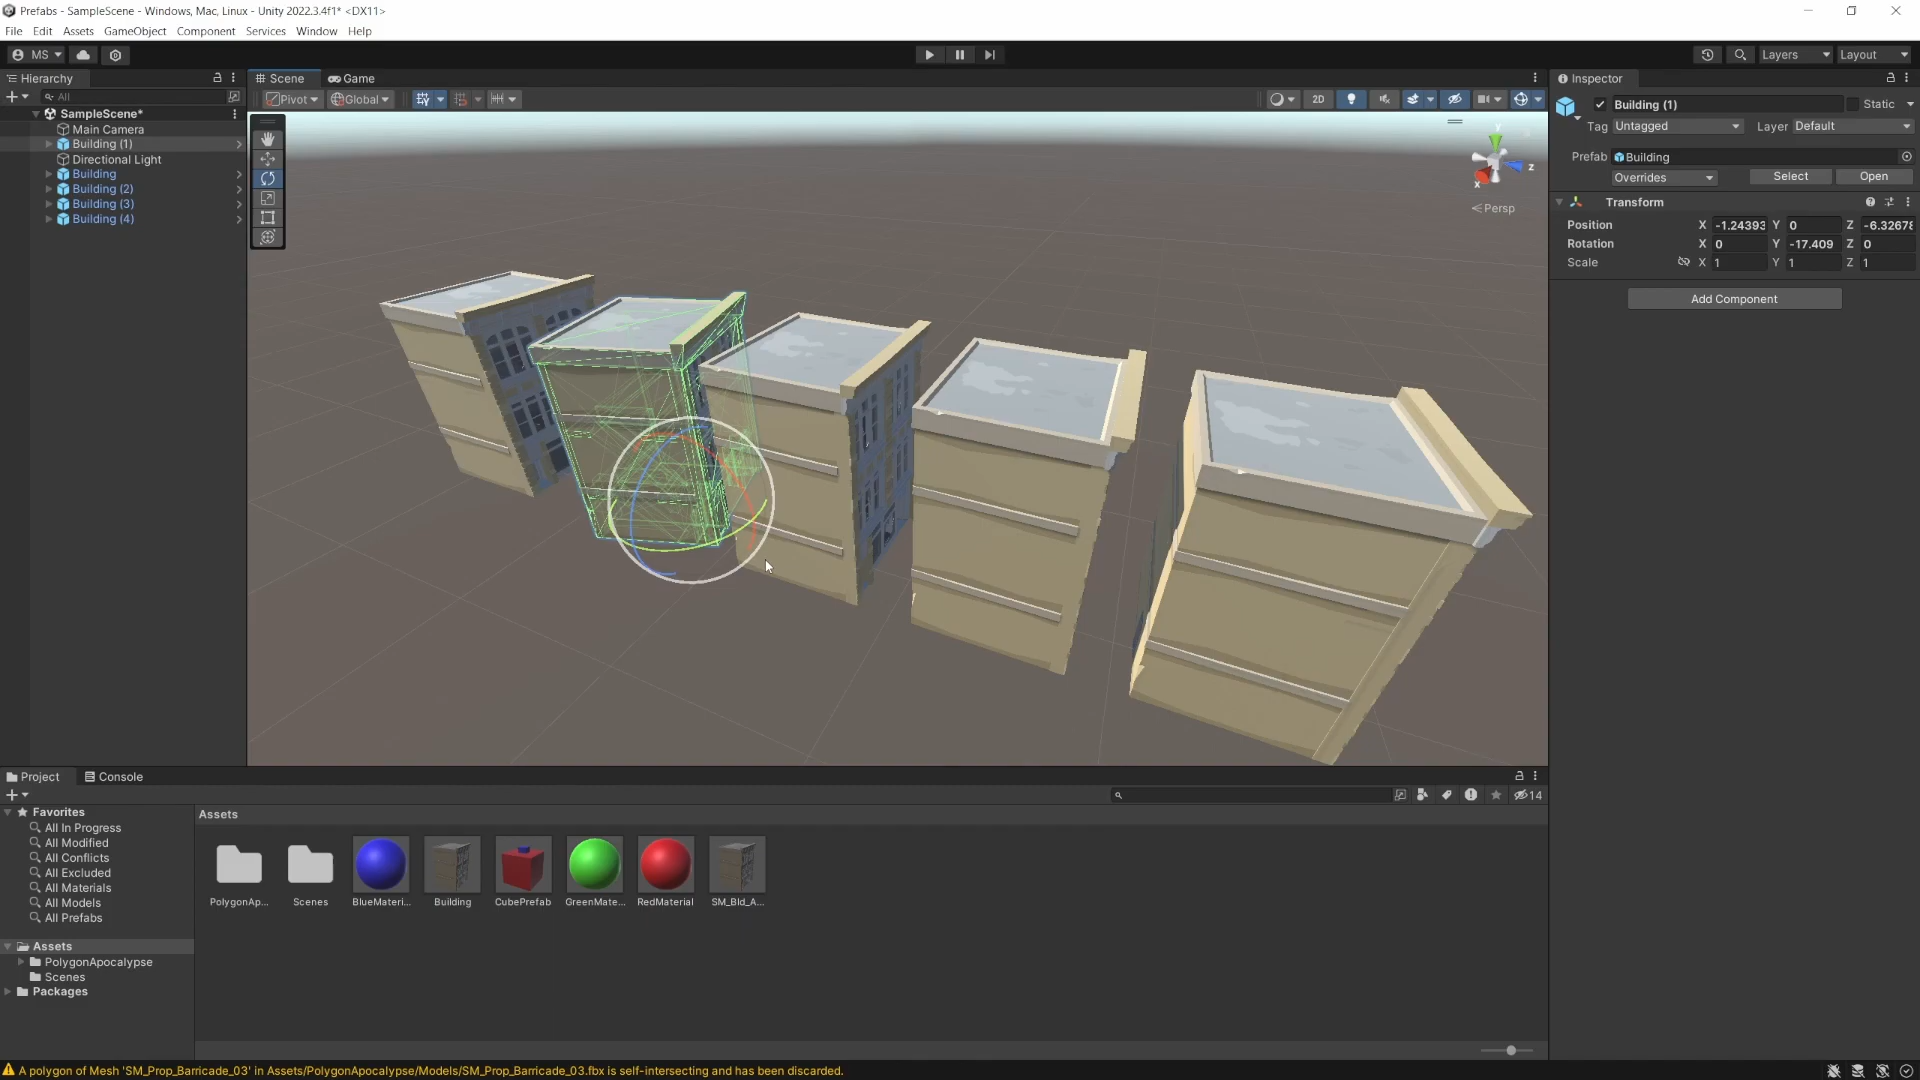 Prefabs - SampleScene - Windows, Mac, Linux - Unity 2022.3.4f1* <DX11>
File Edit Assets GameObject Component Services Window Help
MS Layers Layout
Hierarchy
All
SampleScene*
Main Camera
Building (1)
Directional Light
Building
Building (2)
Building (3)
Building (4)
Scene Game
Pivot Global 2D
y
z
x
Persp
Inspector
Building (1) Static
Tag Untagged Layer Default
Prefab Building
Overrides Select Open
Transform
Position X -1.24393 Y 0 Z -6.32678
Rotation X 0 Y -17.409 Z 0
Scale X 1 Y 1 Z 1
Add Component
Project Console
14
Favorites
All In Progress
All Modified
All Conflicts
All Excluded
All Materials
All Models
All Prefabs
Assets
PolygonApocalypse
Scenes
Packages
Assets
PolygonAp... Scenes BlueMateri... Building CubePrefab GreenMate... RedMaterial SM_Bld_A...
A polygon of Mesh 'SM_Prop_Barricade_03' in Assets/PolygonApocalypse/Models/SM_Prop_Barricade_03.fbx is self-intersecting and has been discarded.